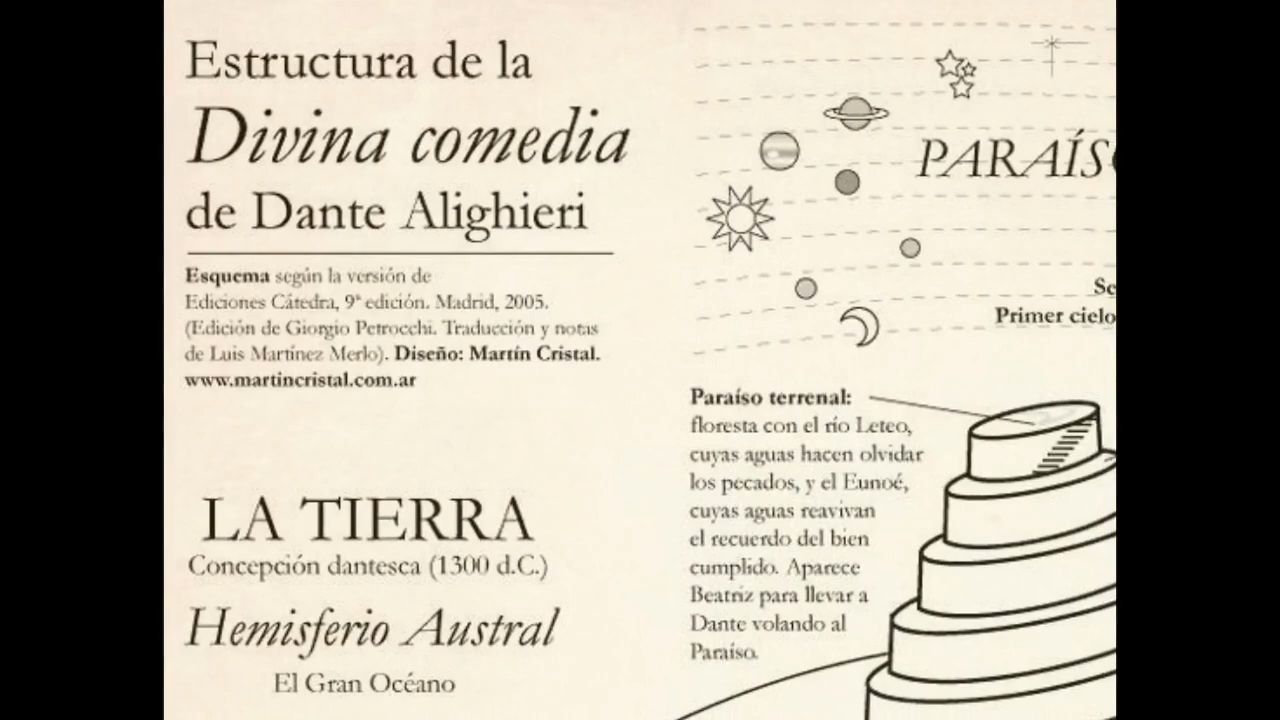 Estructura de la
Divina comedia
de Dante Alighieri
Esquema según la versión de
Ediciones Cátedra, 9ª edición. Madrid, 2005.
(Edición de Giorgio Petrocchi. Traducción y notas
de Luis Martínez Merlo). Diseño: Martín Cristal.
www.martincristal.com.ar
LA TIERRA
Concepción dantesca (1300 d.C.)
Hemisferio Austral
El Gran Océano
PARAÍS
Se
Primer cielo
Paraíso terrenal:
floresta con el río Leteo,
cuyas aguas hacen olvidar
los pecados, y el Eunoé,
cuyas aguas reavivan
el recuerdo del bien
cumplido. Aparece
Beatriz para llevar a
Dante volando al
Paraíso.